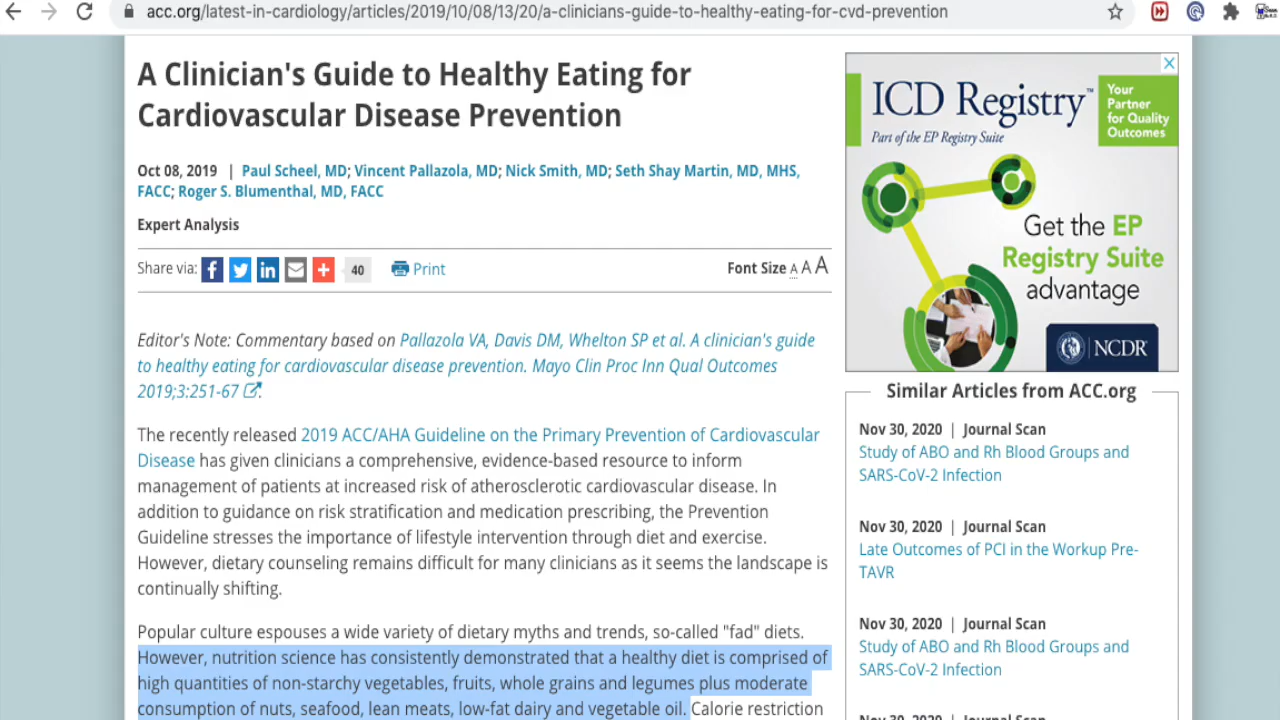 acc.org/latest-in-cardiology/articles/2019/10/08/13/20/a-clinicians-guide-to-healthy-eating-for-cvd-prevention
A Clinician's Guide to Healthy Eating for
Cardiovascular Disease Prevention
Oct 08, 2019 | Paul Scheel, MD; Vincent Pallazola, MD; Nick Smith, MD; Seth Shay Martin, MD, MHS,
FACC; Roger S. Blumenthal, MD, FACC
Expert Analysis
Share via: 40 Print Font Size A A A
Editor's Note: Commentary based on Pallazola VA, Davis DM, Whelton SP et al. A clinician's guide
to healthy eating for cardiovascular disease prevention. Mayo Clin Proc Inn Qual Outcomes
2019;3:251-67.
The recently released 2019 ACC/AHA Guideline on the Primary Prevention of Cardiovascular
Disease has given clinicians a comprehensive, evidence-based resource to inform
management of patients at increased risk of atherosclerotic cardiovascular disease. In
addition to guidance on risk stratification and medication prescribing, the Prevention
Guideline stresses the importance of lifestyle intervention through diet and exercise.
However, dietary counseling remains difficult for many clinicians as it seems the landscape is
continually shifting.
Popular culture espouses a wide variety of dietary myths and trends, so-called "fad" diets.
However, nutrition science has consistently demonstrated that a healthy diet is comprised of
high quantities of non-starchy vegetables, fruits, whole grains and legumes plus moderate
consumption of nuts, seafood, lean meats, low-fat dairy and vegetable oil. Calorie restriction
ICD Registry™
Part of the EP Registry Suite
Your
Partner
for Quality
Outcomes
Get the EP
Registry Suite
advantage
NCDR®
Similar Articles from ACC.org
Nov 30, 2020 | Journal Scan
Study of ABO and Rh Blood Groups and
SARS-CoV-2 Infection
Nov 30, 2020 | Journal Scan
Late Outcomes of PCI in the Workup Pre-
TAVR
Nov 30, 2020 | Journal Scan
Study of ABO and Rh Blood Groups and
SARS-CoV-2 Infection
Nov 30, 2020 | Journal Scan